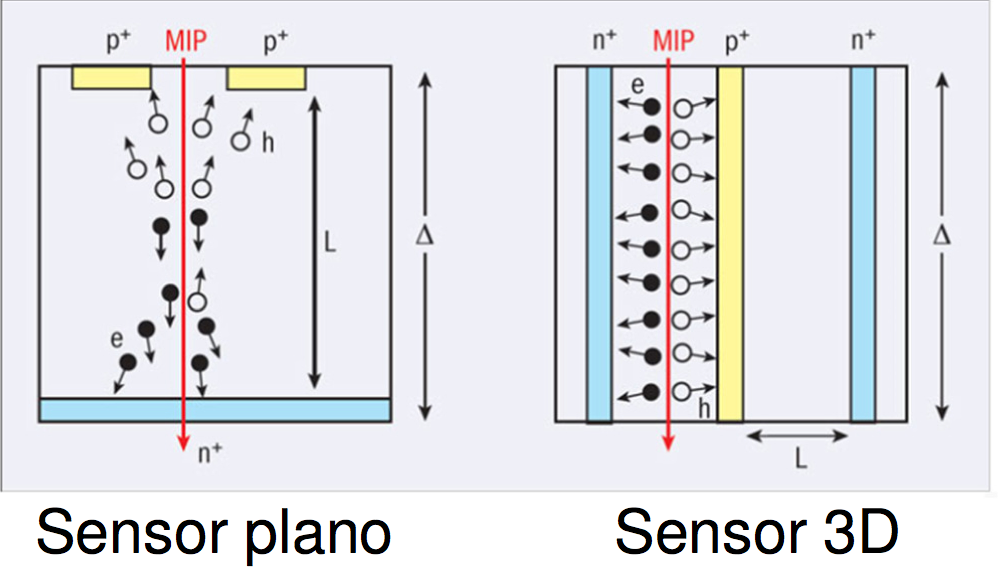 p⁺ MIP p⁺
h
L
Δ
e
n⁺
n⁺ MIP p⁺ n⁺
e
Δ
h
L
Sensor plano
Sensor 3D